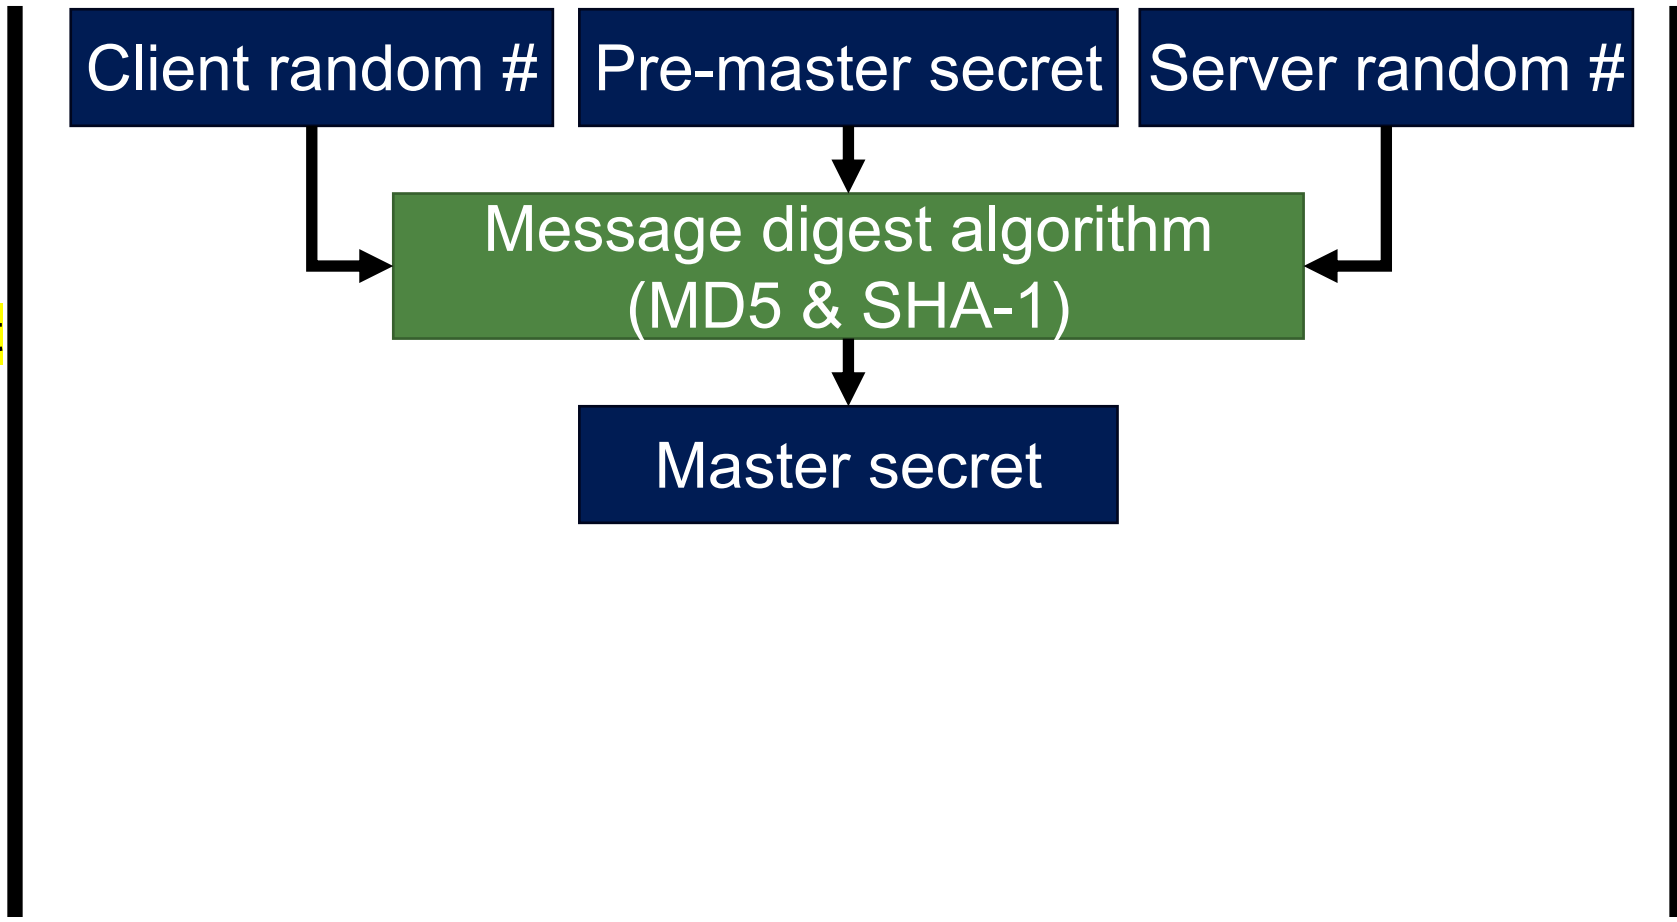 Client random #
Pre-master secret
Server random #
Message digest algorithm
(MD5 & SHA-1)
Master secret